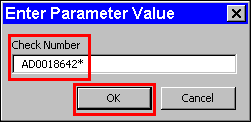 Enter Parameter Value
Check Number
AD0018642*
OK Cancel